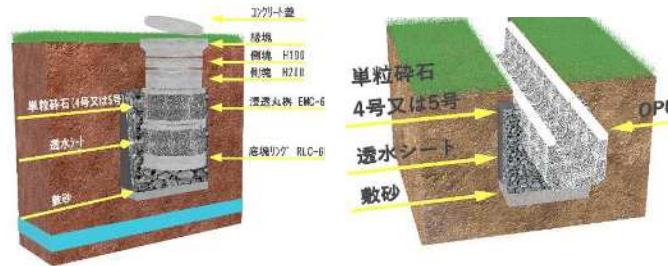 コンクリート蓋
縁塊
側塊 H100
側塊 H200
単粒砕石(4号又は5号)
浸透丸桝 EMC-6
透水シート
底塊リング RLC-6
敷砂
単粒砕石
4号又は5号
OPU
透水シート
敷砂